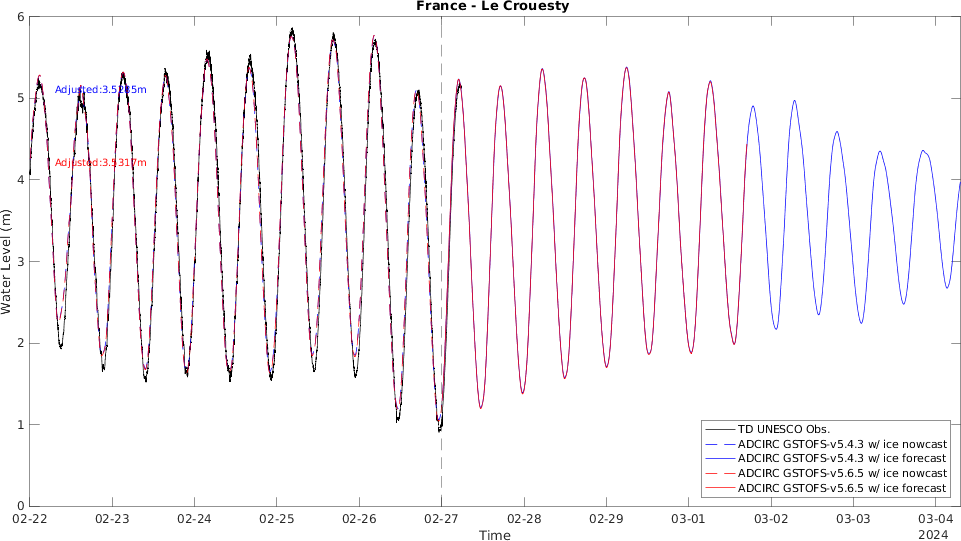 France - Le Crouesty
6
5
4
3
2
1
0
Water Level (m)
Adjusted:3.5285m
Adjusted:3.5317m
TD UNESCO Obs.
ADCIRC GSTOFS-v5.4.3 w/ ice nowcast
ADCIRC GSTOFS-v5.4.3 w/ ice forecast
ADCIRC GSTOFS-v5.6.5 w/ ice nowcast
ADCIRC GSTOFS-v5.6.5 w/ ice forecast
02-22 02-23 02-24 02-25 02-26 02-27 02-28 02-29 03-01 03-02 03-03 03-04
Time
2024